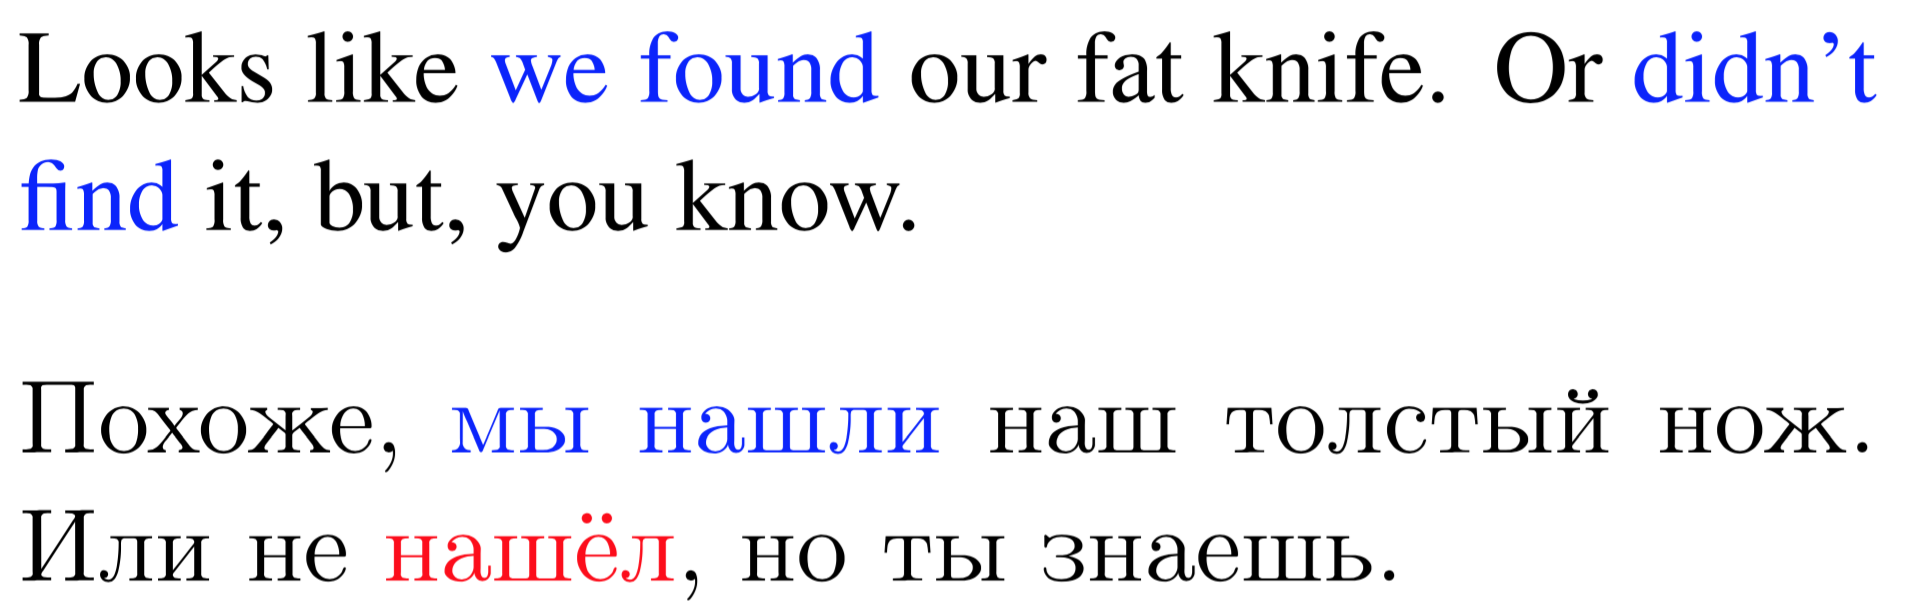 Looks like we found our fat knife. Or didn’t
find it, but, you know.
Похоже, мы нашли наш толстый нож.
Или не нашёл, но ты знаешь.